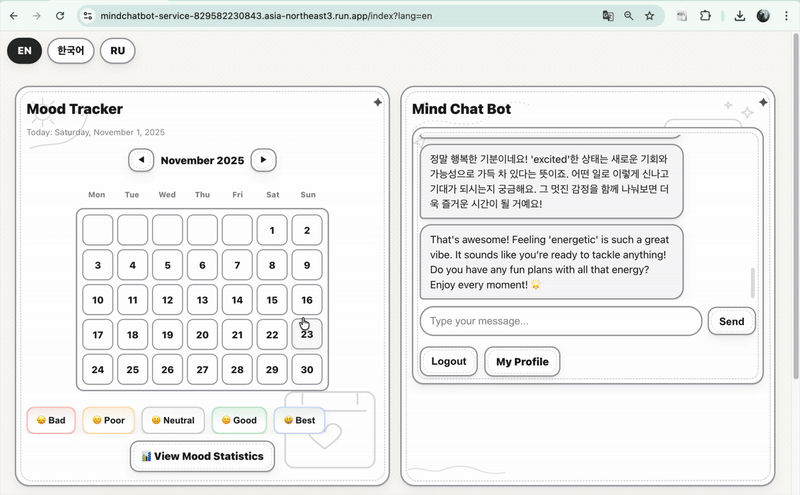 mindchatbot-service-829582230843.asia-northeast3.run.app/index?lang=en
EN 한국어 RU
Mood Tracker
Today: Saturday, November 1, 2025
◀ November 2025 ▶
Mon Tue Wed Thu Fri Sat Sun
1 2
3 4 5 6 7 8 9
10 11 12 13 14 15 16
17 18 19 20 21 22 23
24 25 26 27 28 29 30
😞 Bad 😕 Poor 😐 Neutral 🙂 Good 😄 Best
📊 View Mood Statistics
Mind Chat Bot
정말 행복한 기분이네요! 'excited'한 상태는 새로운 기회와
가능성으로 가득 차 있다는 뜻이죠. 어떤 일로 이렇게 신나고
기대가 되시는지 궁금해요. 그 멋진 감정을 함께 나눠보면 더
욱 즐거운 시간이 될 거예요!
That's awesome! Feeling 'energetic' is such a great
vibe. It sounds like you're ready to tackle anything!
Do you have any fun plans with all that energy?
Enjoy every moment! 🌟
Type your message...
Send
Logout My Profile